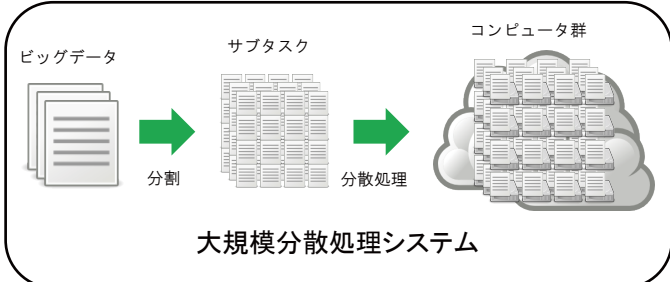 ビッグデータ
サブタスク
コンピュータ群
分割
分散処理
大規模分散処理システム